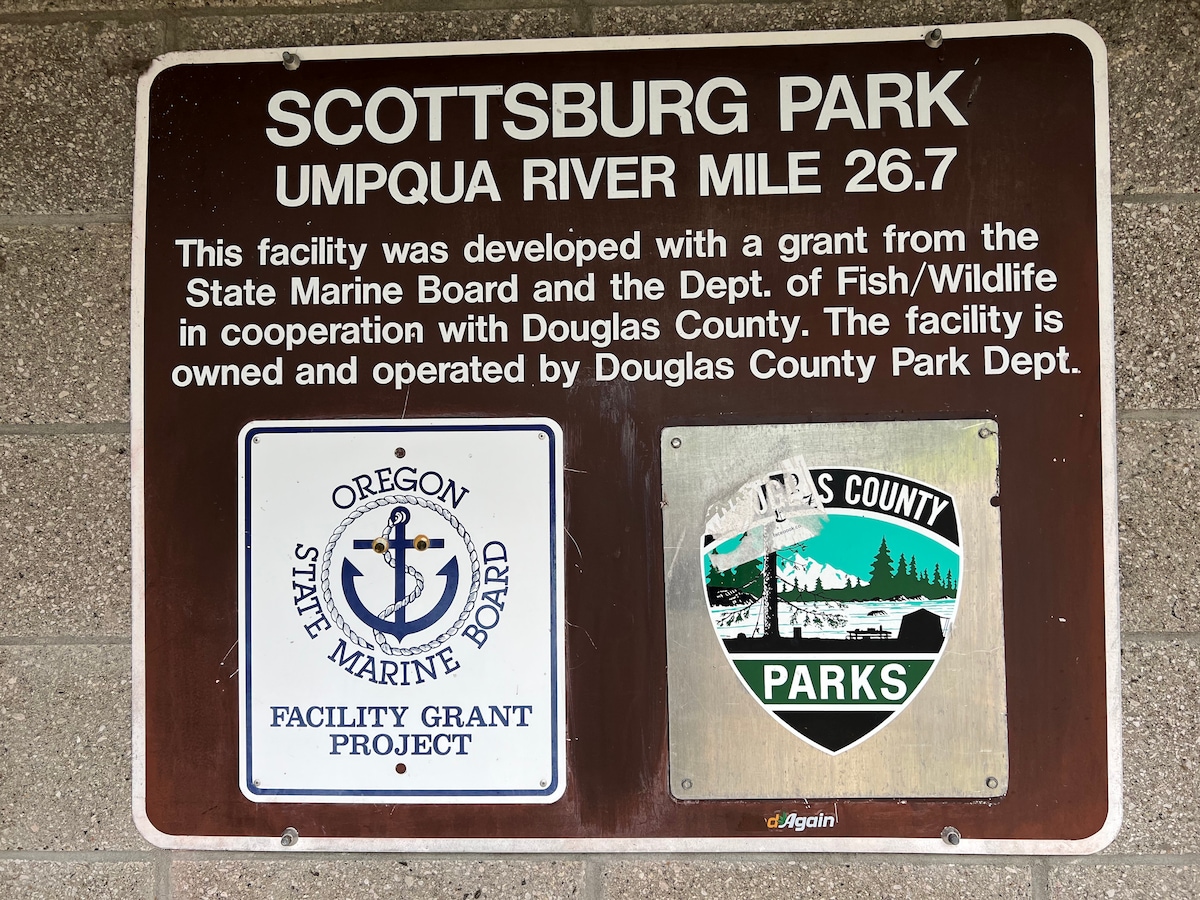 SCOTTSBURG PARK
UMPQUA RIVER MILE 26.7
This facility was developed with a grant from the
State Marine Board and the Dept. of Fish/Wildlife
in cooperation with Douglas County. The facility is
owned and operated by Douglas County Park Dept.
OREGON
STATE MARINE BOARD
FACILITY GRANT
PROJECT
S COUNTY
PARKS
Again